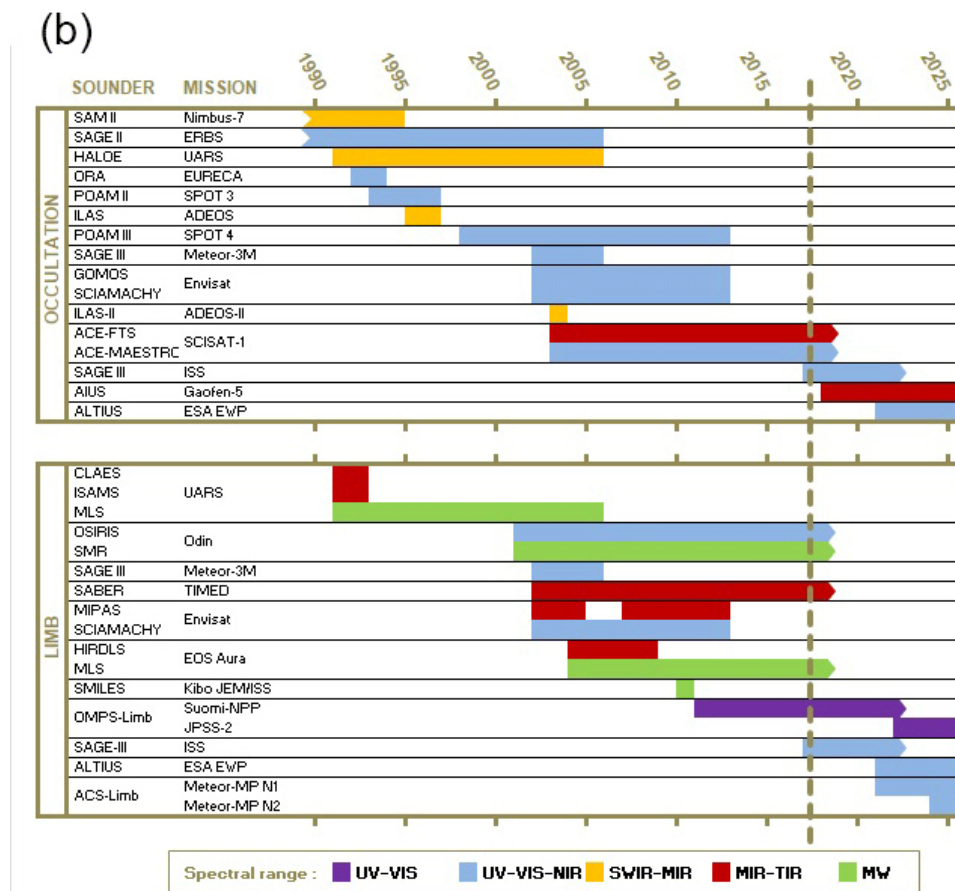 (b)
1990 1995 2000 2005 2010 2015 2020 2025
SOUNDER MISSION
OCCULTATION
SAM II Nimbus-7
SAGE II ERBS
HALOE UARS
ORA EURECA
POAM II SPOT 3
ILAS ADEOS
POAM III SPOT 4
SAGE III Meteor-3M
GOMOS
SCIAMACHY
Envisat
ILAS-II ADEOS-II
ACE-FTS
ACE-MAESTRO
SCISAT-1
SAGE III ISS
AIUS Gaofen-5
ALTIUS ESA EWP
LIMB
CLAES
ISAMS UARS
MLS
OSIRIS
SMR
Odin
SAGE III Meteor-3M
SABER TIMED
MIPAS
SCIAMACHY
Envisat
HIRDLS
MLS
EOS Aura
SMILES Kibo JEM/ISS
OMPS-Limb
Suomi-NPP
JPSS-2
SAGE-III ISS
ALTIUS ESA EWP
ACS-Limb
Meteor-MP N1
Meteor-MP N2
Spectral range : UV-VIS UV-VIS-NIR SWIR-MIR MIR-TIR MW